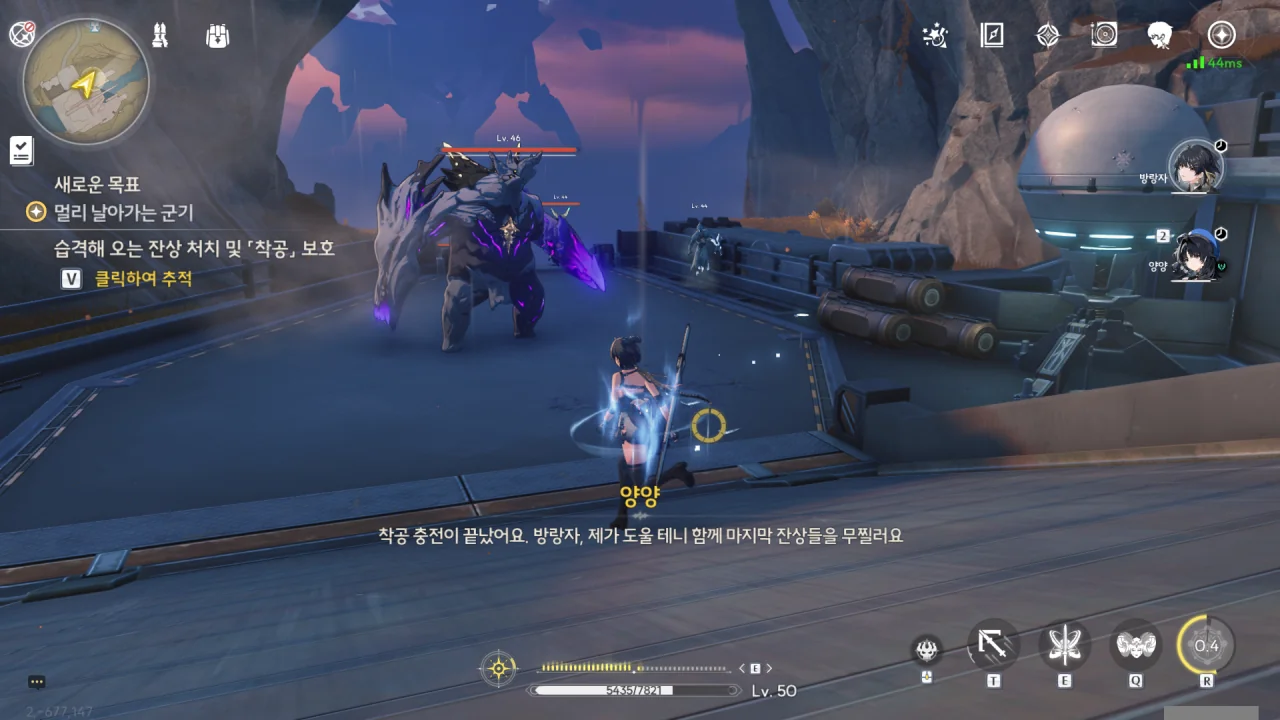 44ms
Lv. 46
Lv. 44
방랑자
2
양양
새로운 목표
멀리 날아가는 군기
습격해 오는 잔상 처치 및 「착공」 보호
V 클릭하여 추적
양양
착공 충전이 끝났어요. 방랑자, 제가 도울 테니 함께 마지막 잔상들을 무찔러요
0.4
T
E
Q
R
E
5435/7821
Lv. 50